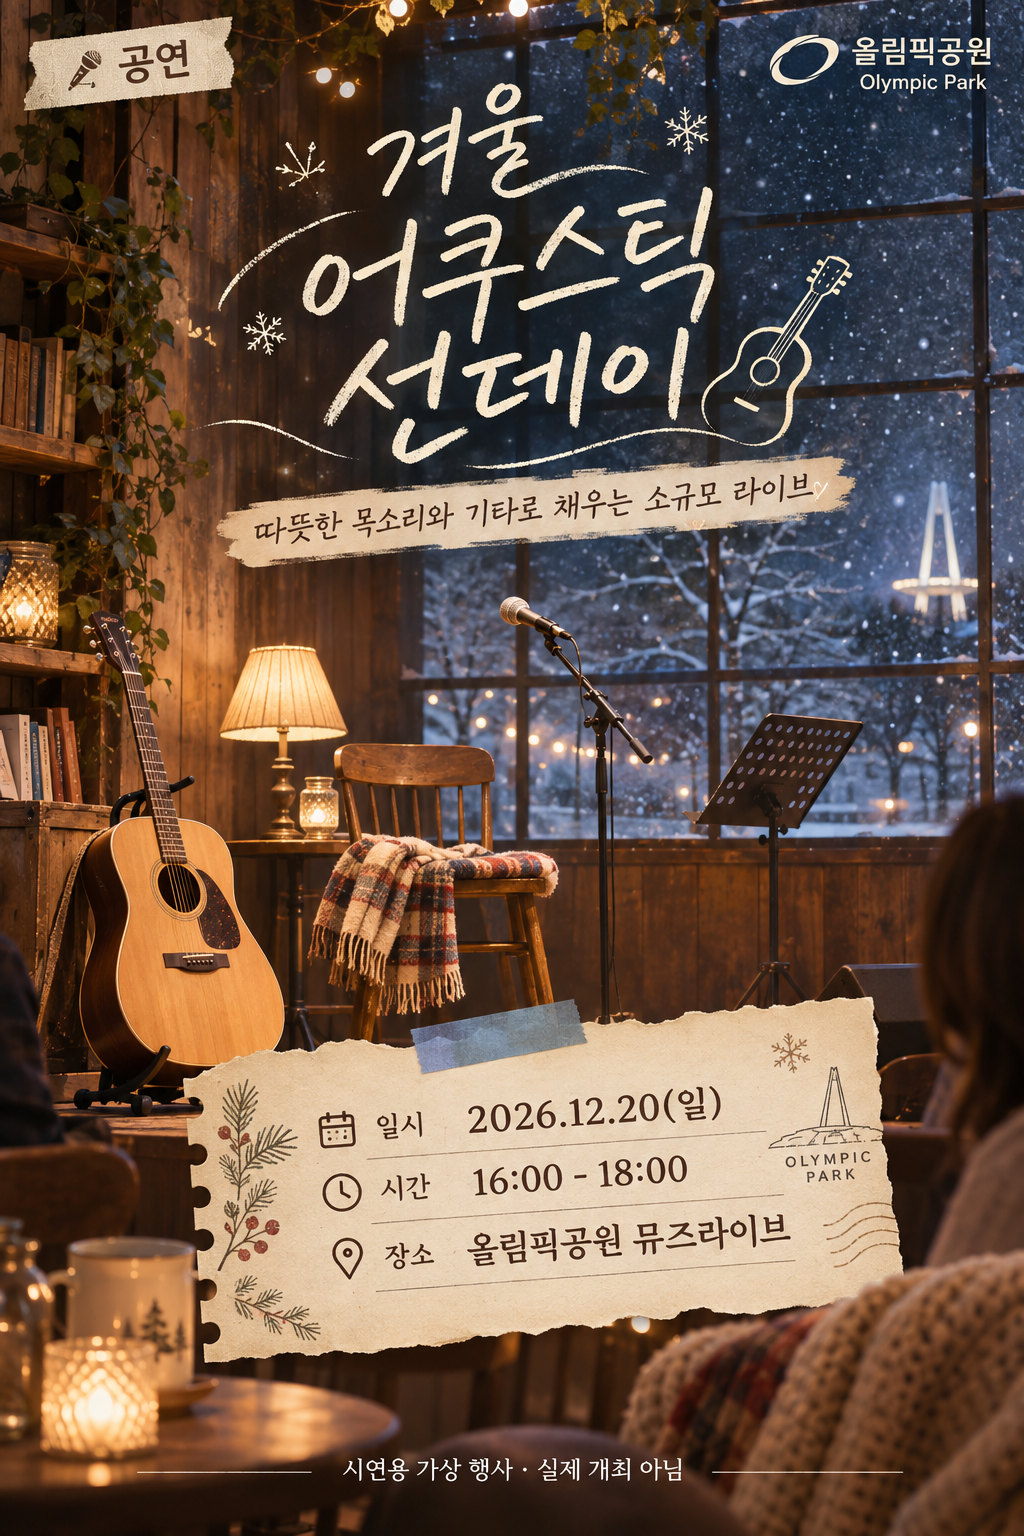 공연
올림픽공원
Olympic Park
겨울
어쿠스틱
선데이
따뜻한 목소리와 기타로 채우는 소규모 라이브
일시 2026.12.20(일)
시간 16:00 - 18:00
장소 올림픽공원 뮤즈라이브
OLYMPIC
PARK
시연용 가상 행사 · 실제 개최 아님